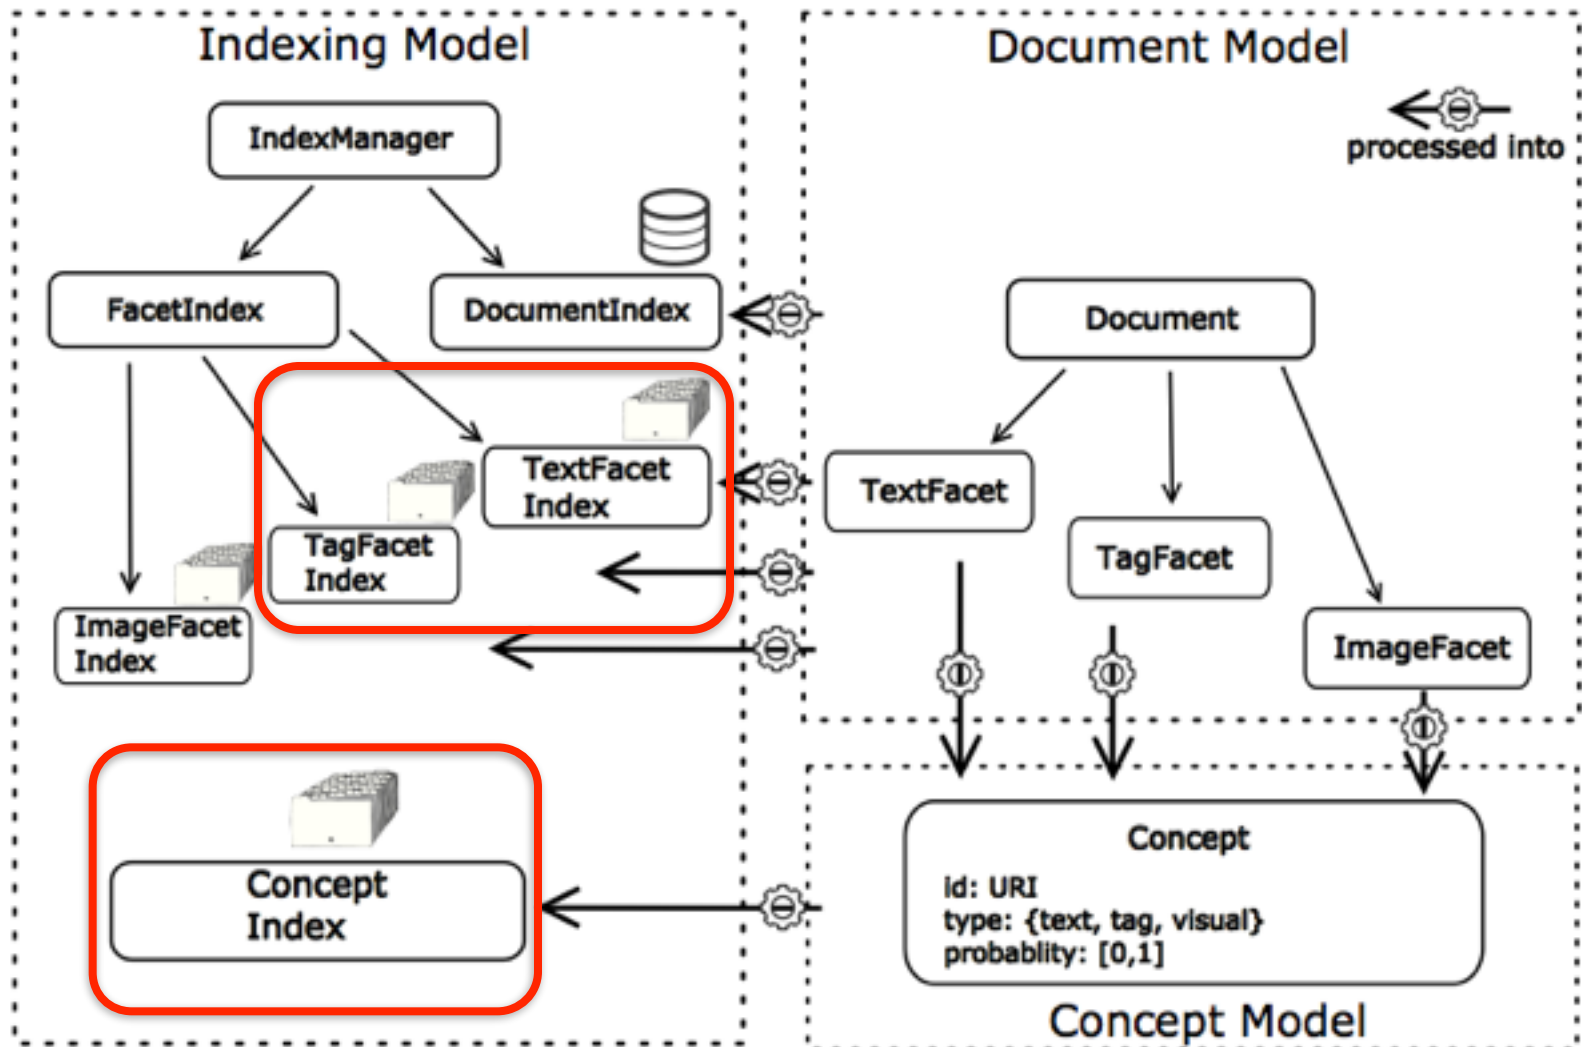 Indexing Model
IndexManager
FacetIndex
DocumentIndex
TextFacet
Index
TagFacet
Index
ImageFacet
Index
Concept
Index
Document Model
processed into
Document
TextFacet
TagFacet
ImageFacet
Concept
id: URI
type: {text, tag, visual}
probablity: [0,1]
Concept Model